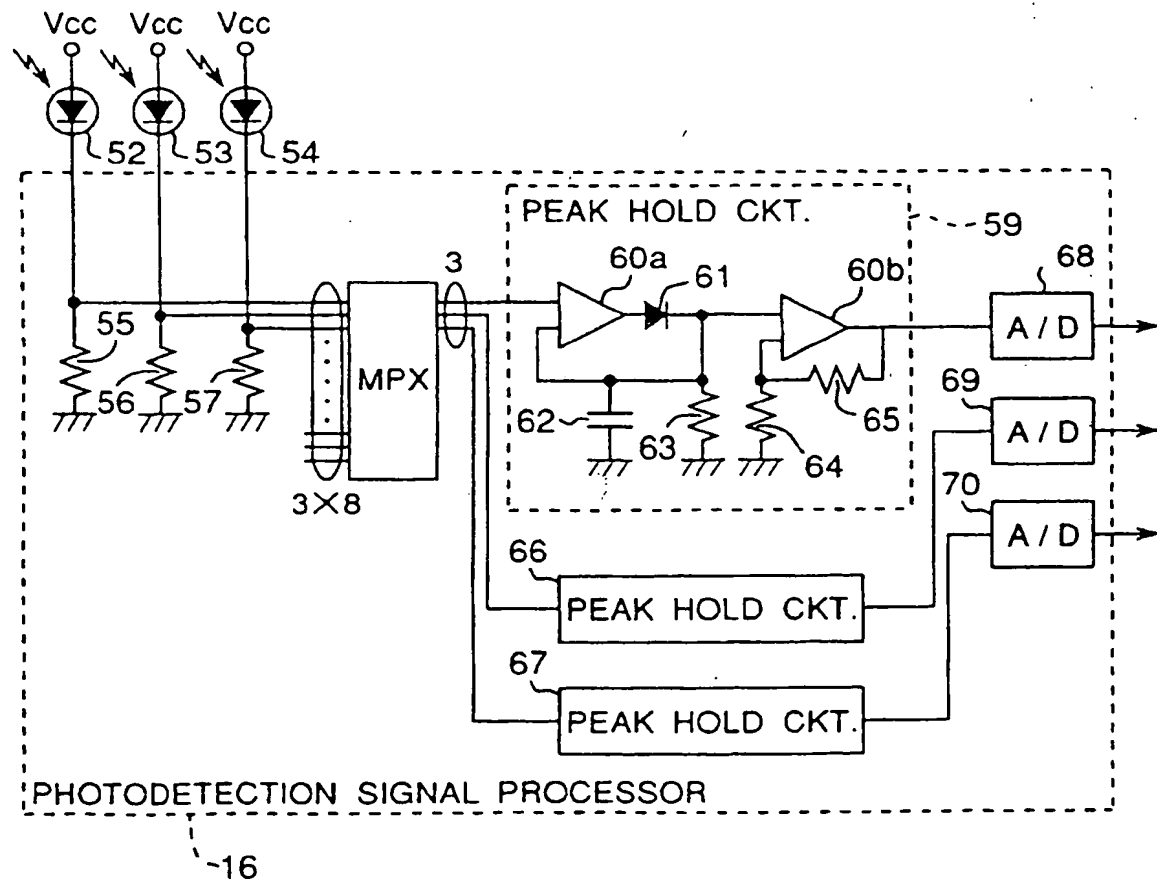 Vcc Vcc Vcc
52 53 54
PEAK HOLD CKT.
59
3
60a
61
60b
68
A / D
55
56
57
MPX
62
63
64
65
69
A / D
3×8
70
A / D
66
PEAK HOLD CKT.
67
PEAK HOLD CKT.
PHOTODETECTION SIGNAL PROCESSOR
16